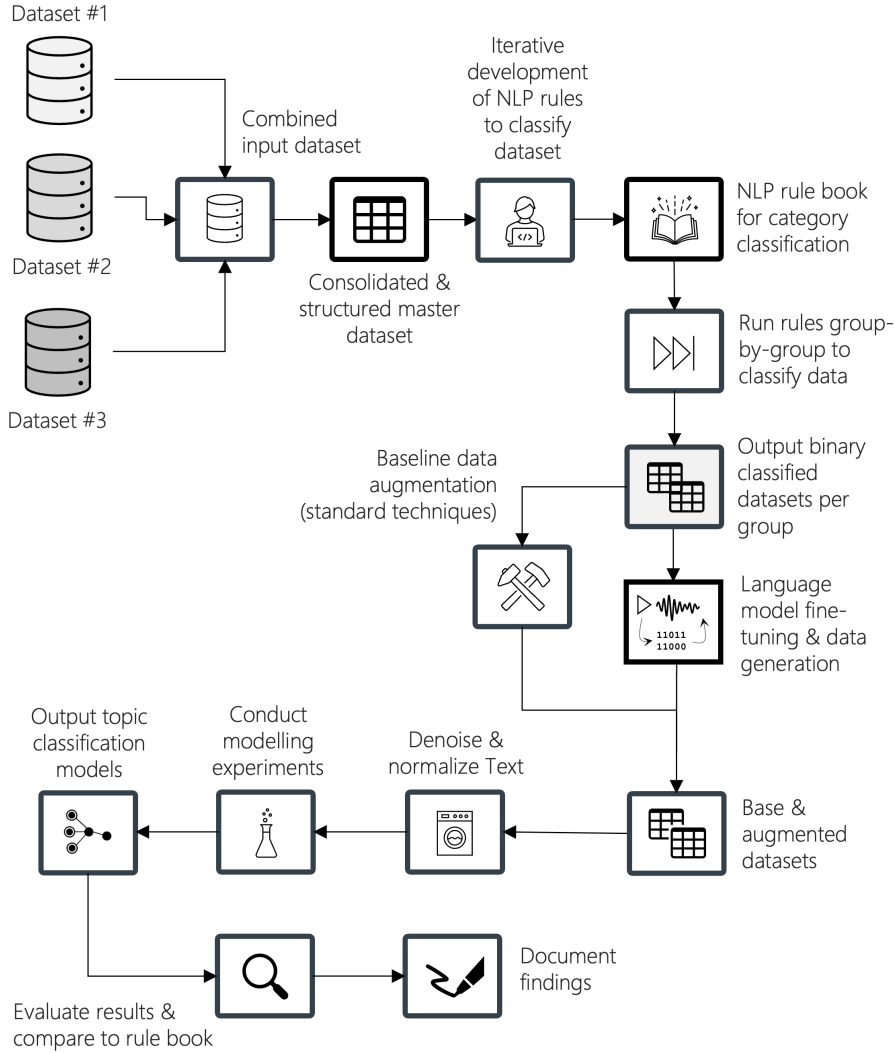 Dataset #1
Dataset #2
Dataset #3
Combined
input dataset
Consolidated &
structured master
dataset
Iterative
development
of NLP rules
to classify
dataset
</>
NLP rule book
for category
classification
Run rules group-
by-group to
classify data
Output binary
classified
datasets per
group
Baseline data
augmentation
(standard techniques)
Language
model fine-
tuning & data
generation
11011
11000
Base &
augmented
datasets
Denoise &
normalize Text
Conduct
modelling
experiments
Output topic
classification
models
Evaluate results &
compare to rule book
Document
findings